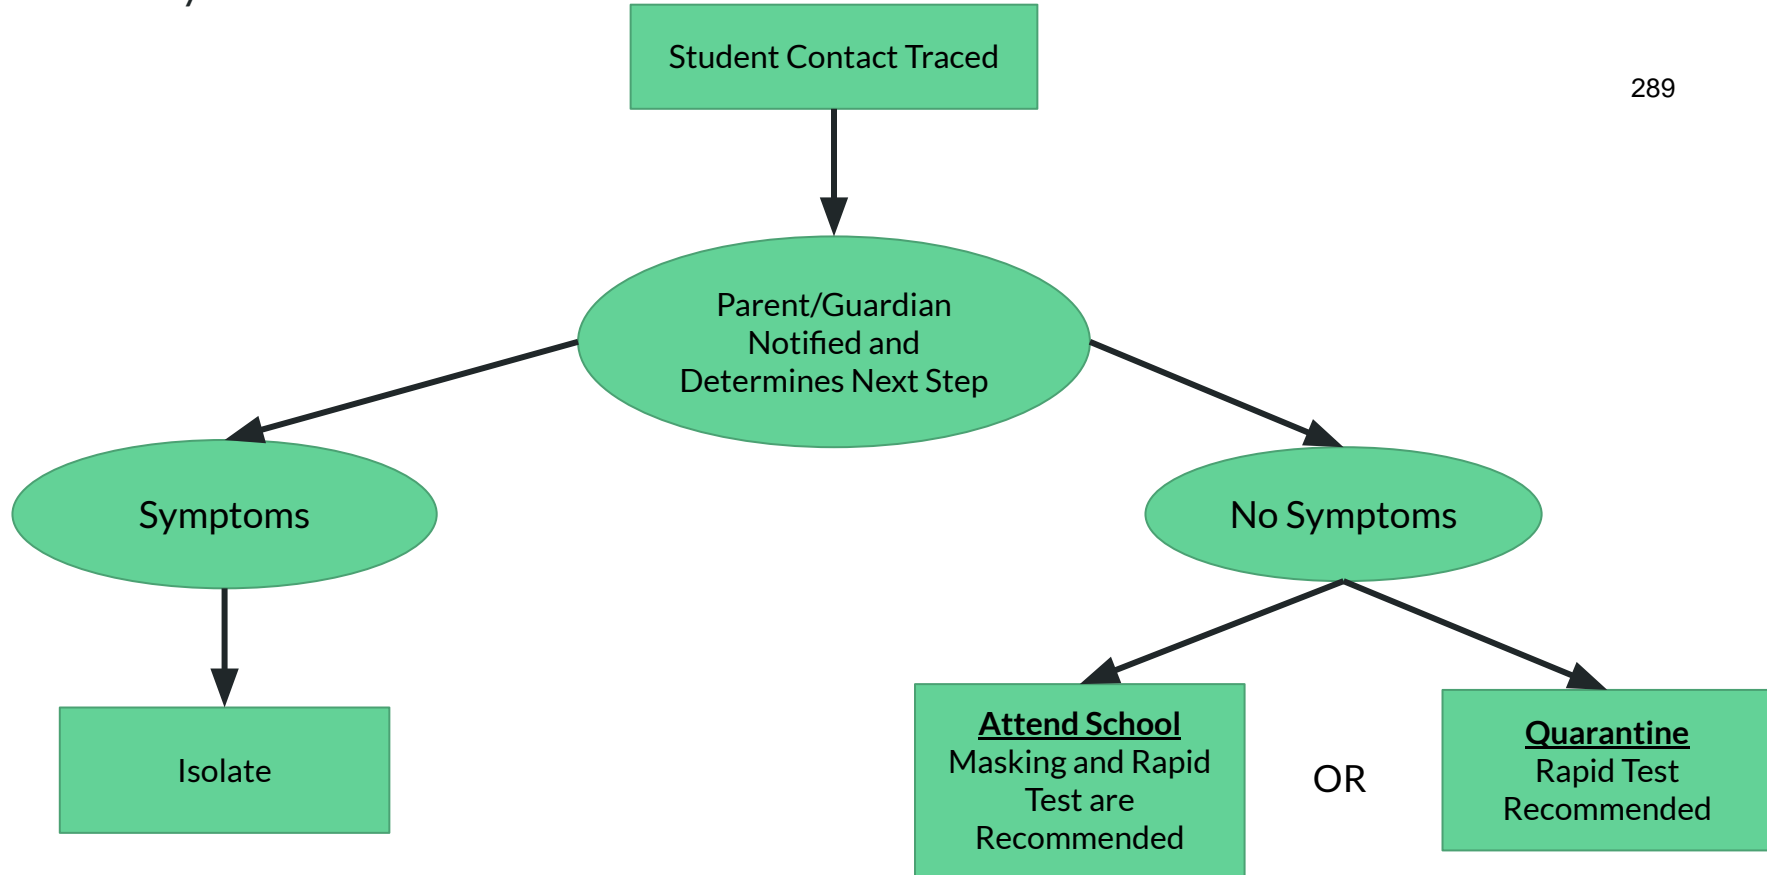 Student Contact Traced
289
Parent/Guardian
Notified and
Determines Next Step
Symptoms
No Symptoms
Isolate
Attend School
Masking and Rapid
Test are
Recommended
OR
Quarantine
Rapid Test
Recommended